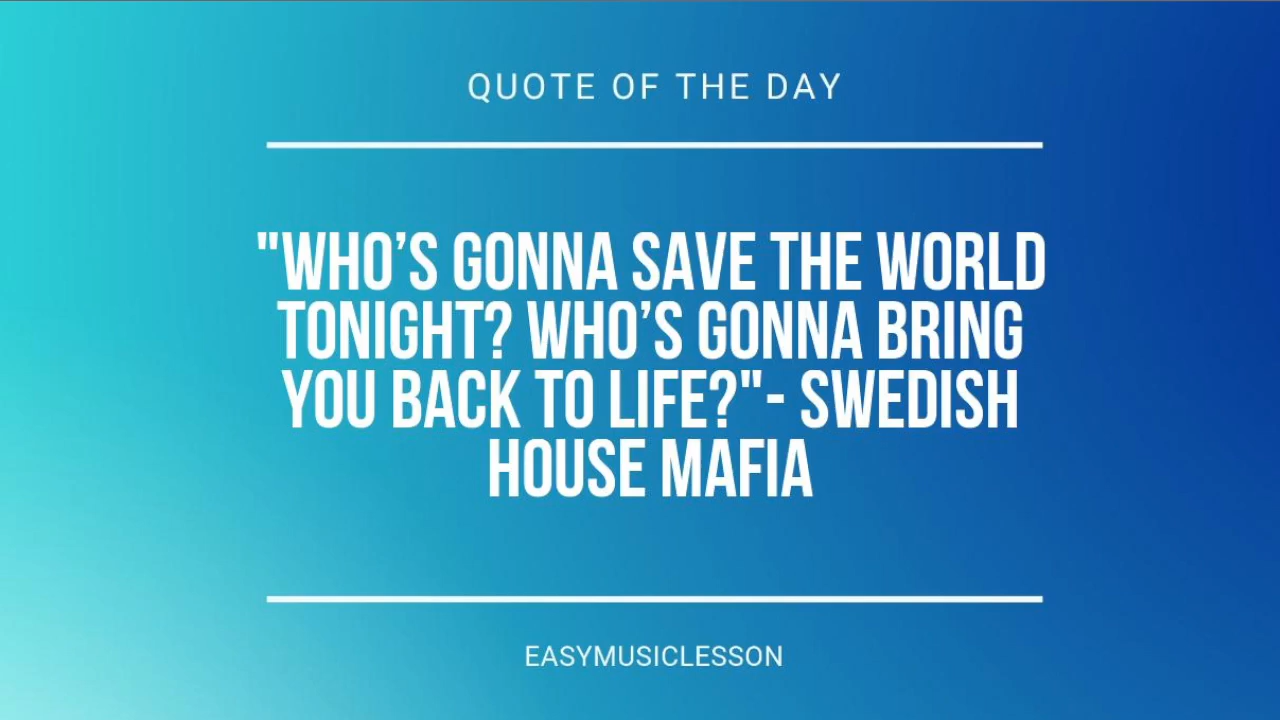 QUOTE OF THE DAY
"WHO’S GONNA SAVE THE WORLD
TONIGHT? WHO’S GONNA BRING
YOU BACK TO LIFE?"- SWEDISH
HOUSE MAFIA
EASYMUSICLESSON